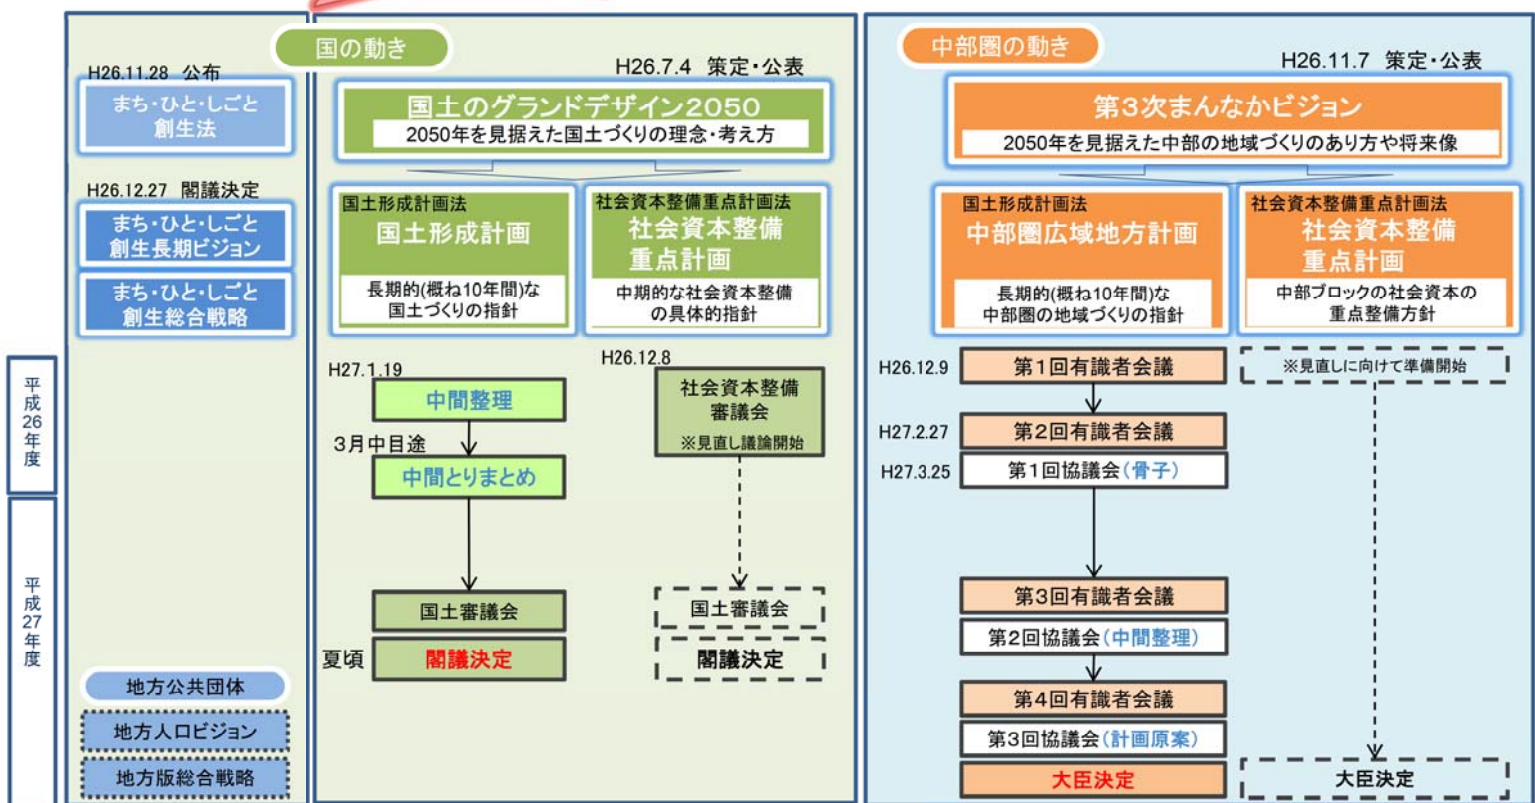 国の動き
中部圏の動き
H26.11.28 公布
まち・ひと・しごと
創生法
H26.12.27 閣議決定
まち・ひと・しごと
創生長期ビジョン
まち・ひと・しごと
創生総合戦略
地方公共団体
地方人口ビジョン
地方版総合戦略
H26.7.4 策定・公表
国土のグランドデザイン2050
2050年を見据えた国土づくりの理念・考え方
国土形成計画法
国土形成計画
長期的(概ね10年間)な
国土づくりの指針
社会資本整備重点計画法
社会資本整備
重点計画
中期的な社会資本整備
の具体的指針
H27.1.19
中間整理
3月中目途
中間とりまとめ
国土審議会
夏頃
閣議決定
H26.12.8
社会資本整備
審議会
※見直し議論開始
国土審議会
閣議決定
H26.11.7 策定・公表
第3次まんなかビジョン
2050年を見据えた中部の地域づくりのあり方や将来像
国土形成計画法
中部圏広域地方計画
長期的(概ね10年間)な
中部圏の地域づくりの指針
社会資本整備重点計画法
社会資本整備
重点計画
中部ブロックの社会資本の
重点整備方針
H26.12.9
第1回有識者会議
H27.2.27
第2回有識者会議
H27.3.25
第1回協議会(骨子)
第3回有識者会議
第2回協議会(中間整理)
第4回有識者会議
第3回協議会(計画原案)
大臣決定
※見直しに向けて準備開始
大臣決定
平成26年度
平成27年度